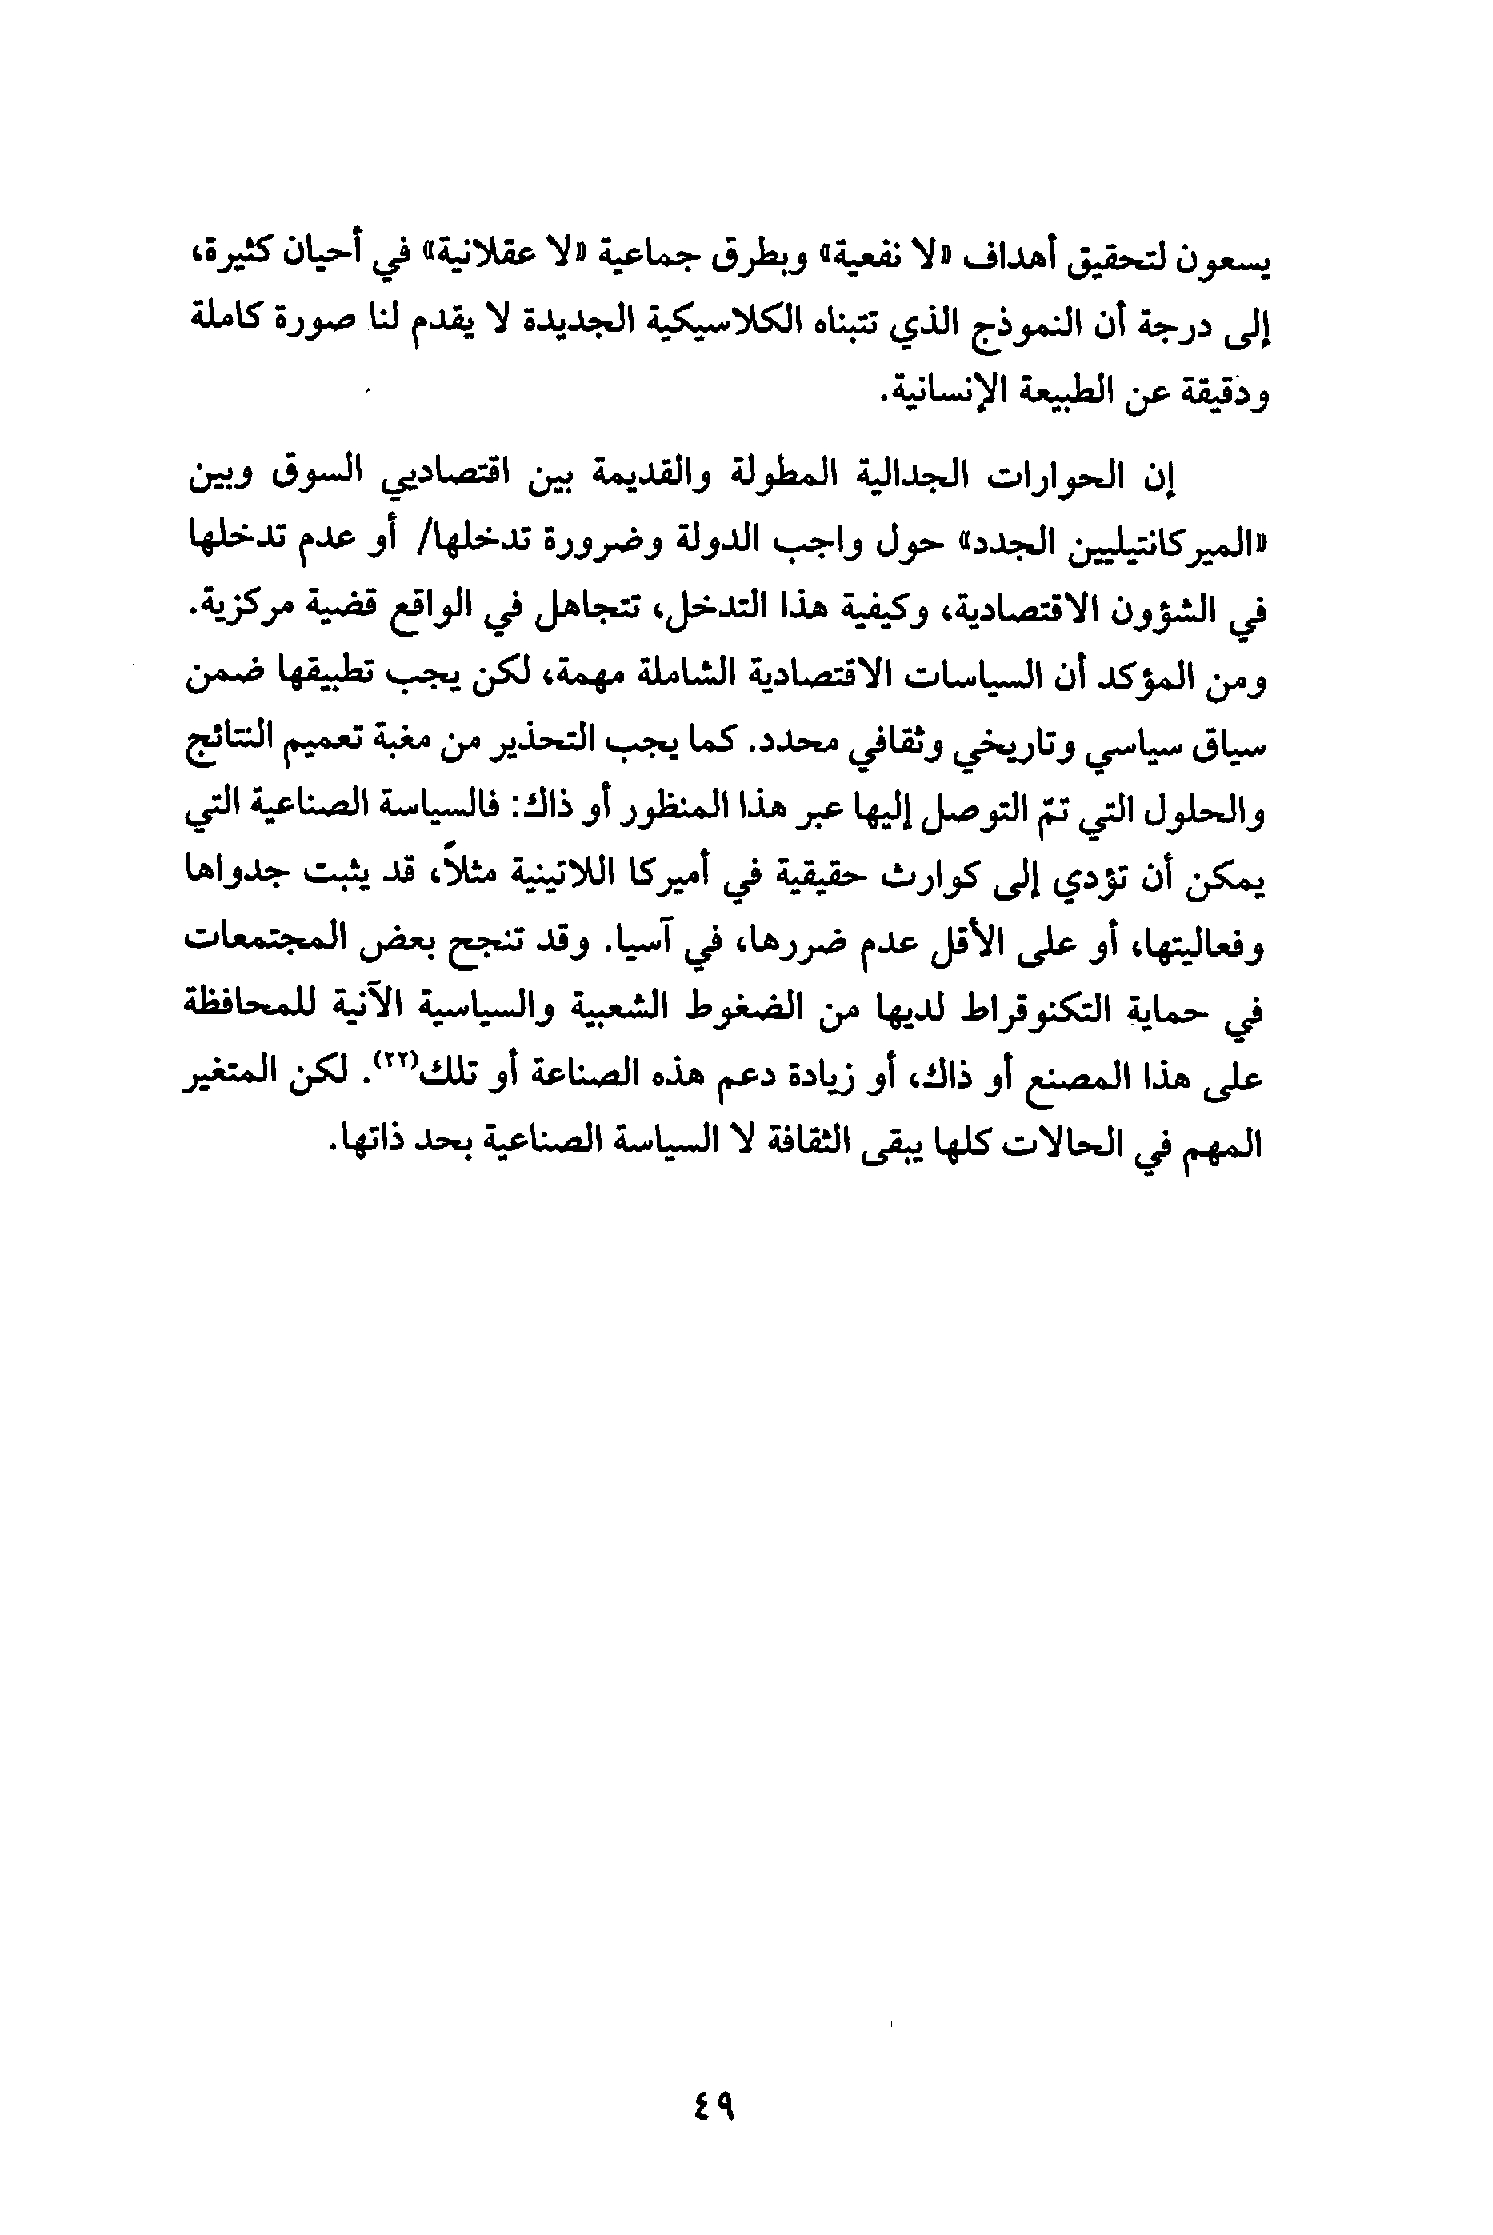 يسعون لتحقيق أهداف «لا نفعية» وبطرق جماعية «لا عقلانية» في أحيان كثيرة،
إلى درجة أن النموذج الذي تتبناه الكلاسيكية الجديدة لا يقدم لنا صورة كاملة
ودقيقة عن الطبيعة الإنسانية.
إن الحوارات الجدالية المطولة والقديمة بين اقتصاديي السوق وبين
«الميركانتيليين الجدد» حول واجب الدولة وضرورة تدخلها/ أو عدم تدخلها
في الشؤون الاقتصادية، وكيفية هذا التدخل، تتجاهل في الواقع قضية مركزية.
ومن المؤكد أن السياسات الاقتصادية الشاملة مهمة، لكن يجب تطبيقها ضمن
سياق سياسي وتاريخي وثقافي محدد. كما يجب التحذير من مغبة تعميم النتائج
والحلول التي تمّ التوصل إليها عبر هذا المنظور أو ذاك: فالسياسة الصناعية التي
يمكن أن تؤدي إلى كوارث حقيقية في أميركا اللاتينية مثلاً، قد يثبت جدواها
وفعاليتها، أو على الأقل عدم ضررها، في آسيا. وقد تنجح بعض المجتمعات
في حماية التكنوقراط لديها من الضغوط الشعبية والسياسية الآنية للمحافظة
على هذا المصنع أو ذاك، أو زيادة دعم هذه الصناعة أو تلك(٢٢). لكن المتغير
المهم في الحالات كلها يبقى الثقافة لا السياسة الصناعية بحد ذاتها.
٤٩